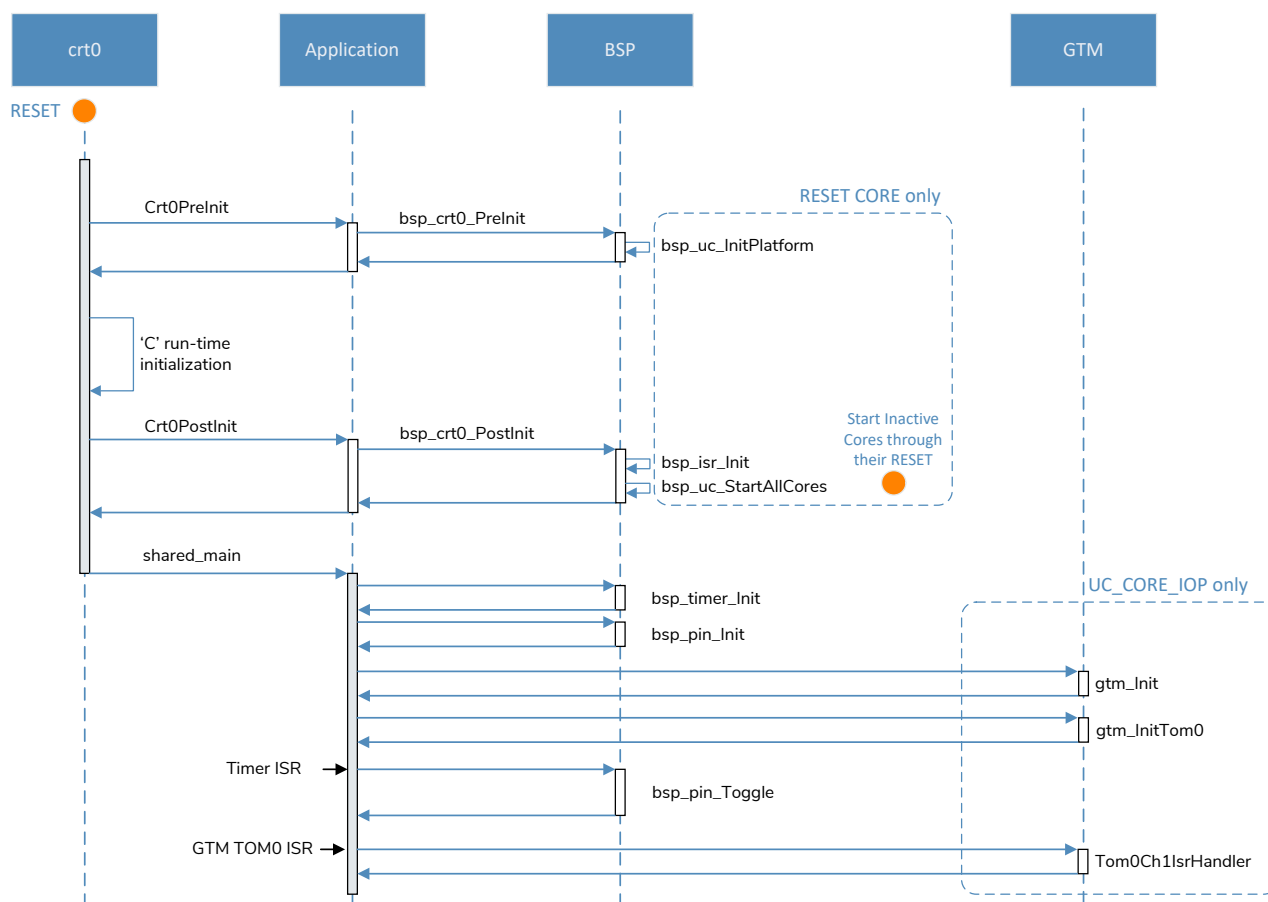 crt0
Application
BSP
GTM
RESET
RESET CORE only
Crt0PreInit
bsp_crt0_PreInit
bsp_uc_InitPlatform
‘C’ run-time
initialization
Crt0PostInit
bsp_crt0_PostInit
Start Inactive
Cores through
their RESET
bsp_isr_Init
bsp_uc_StartAllCores
shared_main
UC_CORE_IOP only
bsp_timer_Init
bsp_pin_Init
gtm_Init
gtm_InitTom0
Timer ISR
bsp_pin_Toggle
GTM TOM0 ISR
Tom0Ch1IsrHandler